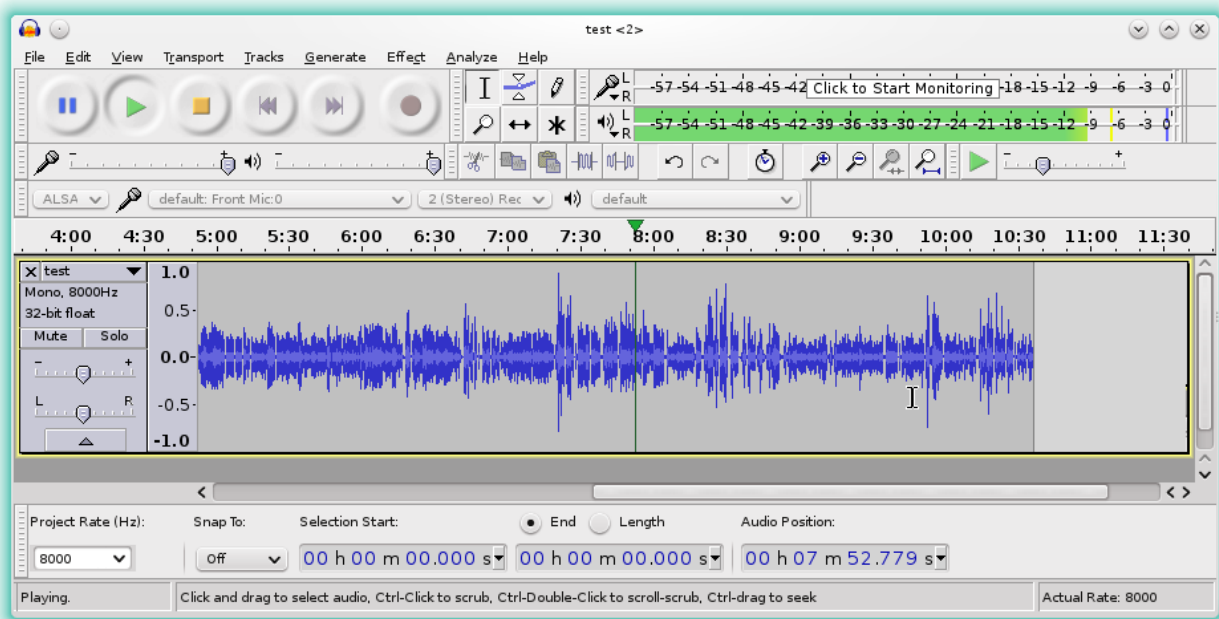 test <2>
File Edit View Transport Tracks Generate Effect Analyze Help
L
R
-57 -54 -51 -48 -45 -42 Click to Start Monitoring -18 -15 -12 -9 -6 -3 0
L
R
-57 -54 -51 -48 -45 -42 -39 -36 -33 -30 -27 -24 -21 -18 -15 -12 -9 -6 -3 0
- + - + - +
ALSA default: Front Mic:0 2 (Stereo) Rec default
4:00 4:30 5:00 5:30 6:00 6:30 7:00 7:30 8:00 8:30 9:00 9:30 10:00 10:30 11:00 11:30
X test 1.0
Mono, 8000Hz
32-bit float 0.5
Mute Solo
- + 0.0
L R -0.5
-1.0
Project Rate (Hz): Snap To: Selection Start: End Length Audio Position:
8000 Off 00 h 00 m 00.000 s 00 h 00 m 00.000 s 00 h 07 m 52.779 s
Playing. Click and drag to select audio, Ctrl-Click to scrub, Ctrl-Double-Click to scroll-scrub, Ctrl-drag to seek Actual Rate: 8000